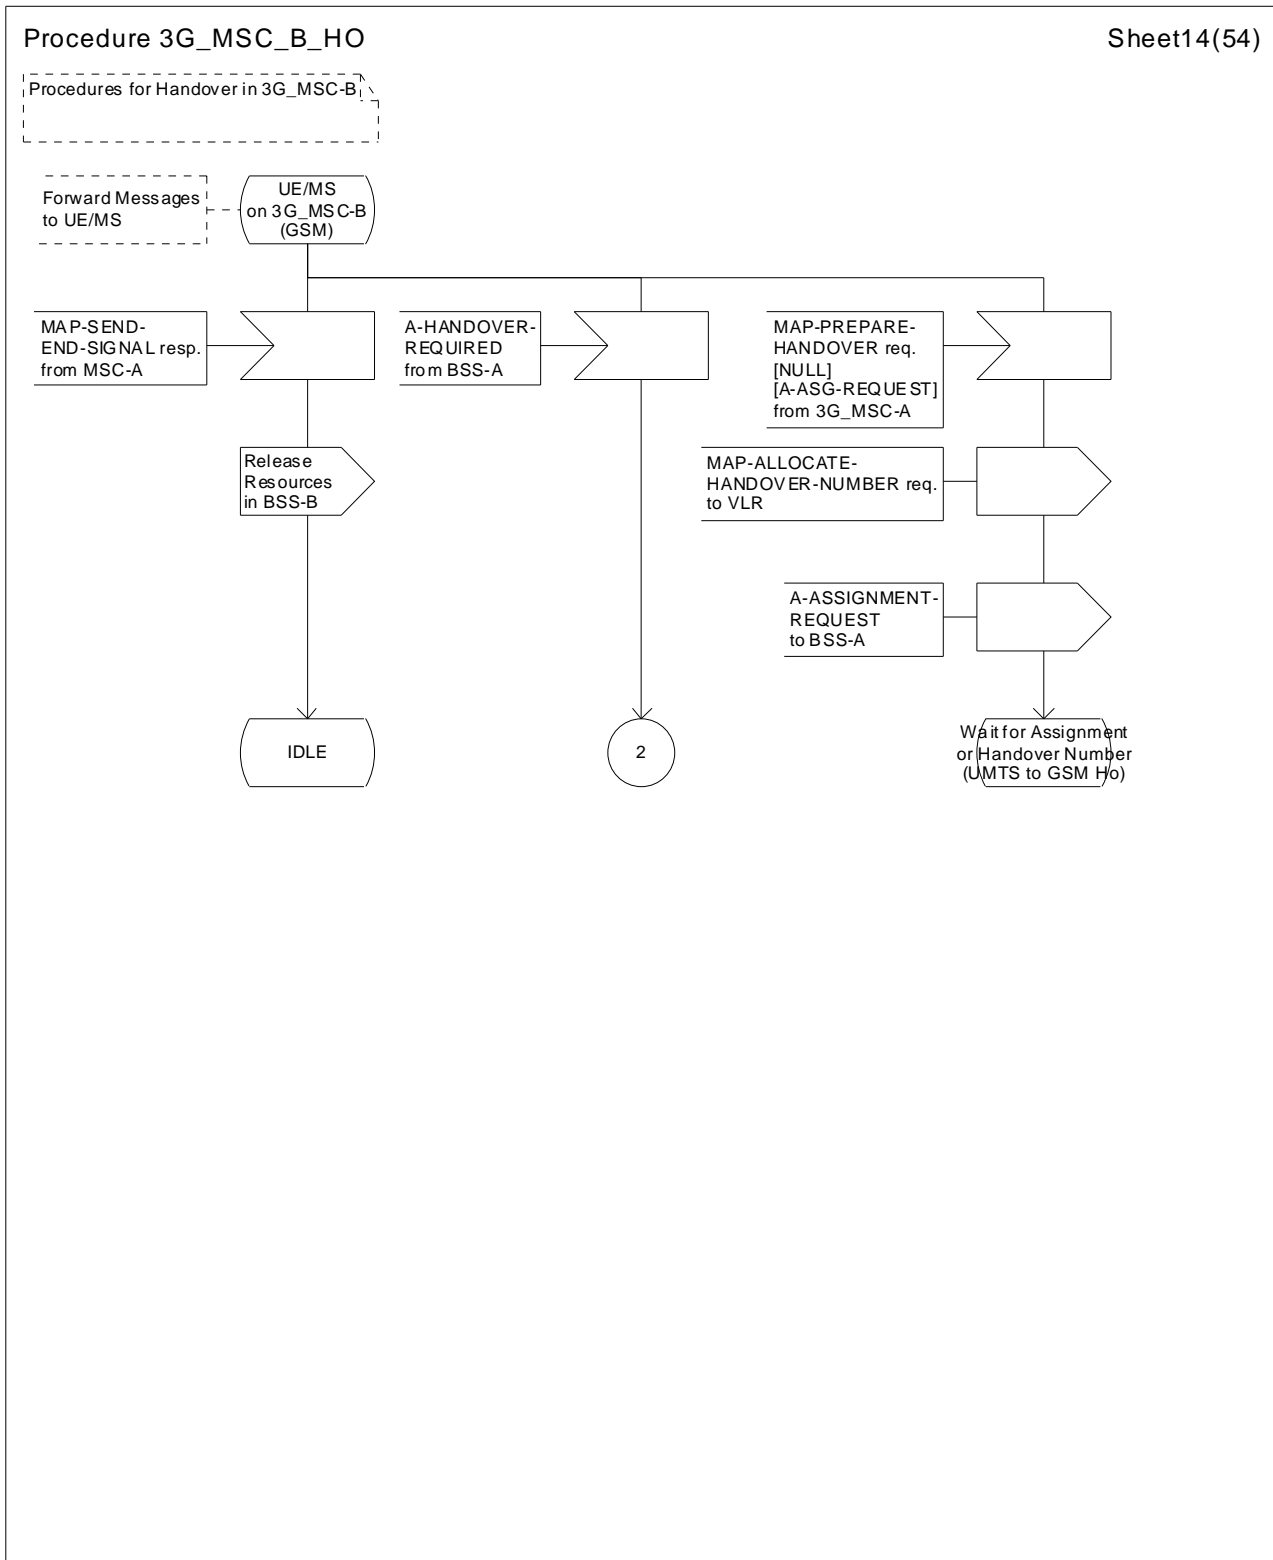 Procedure 3G_MSC_B_HO
Sheet14(54)
Procedures for Handover in 3G_MSC-B
Forward Messages
to UE/MS
UE/MS
on 3G_MSC-B
(GSM)
MAP-SEND-
END-SIGNAL resp.
from MSC-A
A-HANDOVER-
REQUIRED
from BSS-A
MAP-PREPARE-
HANDOVER req.
[NULL]
[A-ASG-REQUEST]
from 3G_MSC-A
Release
Resources
in BSS-B
MAP-ALLOCATE-
HANDOVER-NUMBER req.
to VLR
A-ASSIGNMENT-
REQUEST
to BSS-A
IDLE
2
Wait for Assignment
or Handover Number
(UMTS to GSM Ho)